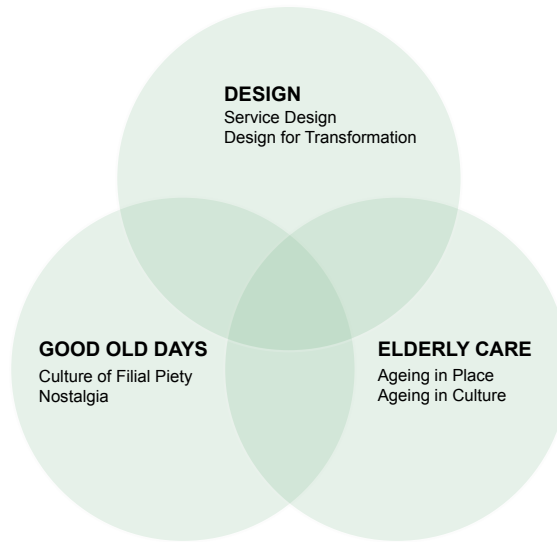 DESIGN
Service Design
Design for Transformation
GOOD OLD DAYS
Culture of Filial Piety
Nostalgia
ELDERLY CARE
Ageing in Place
Ageing in Culture